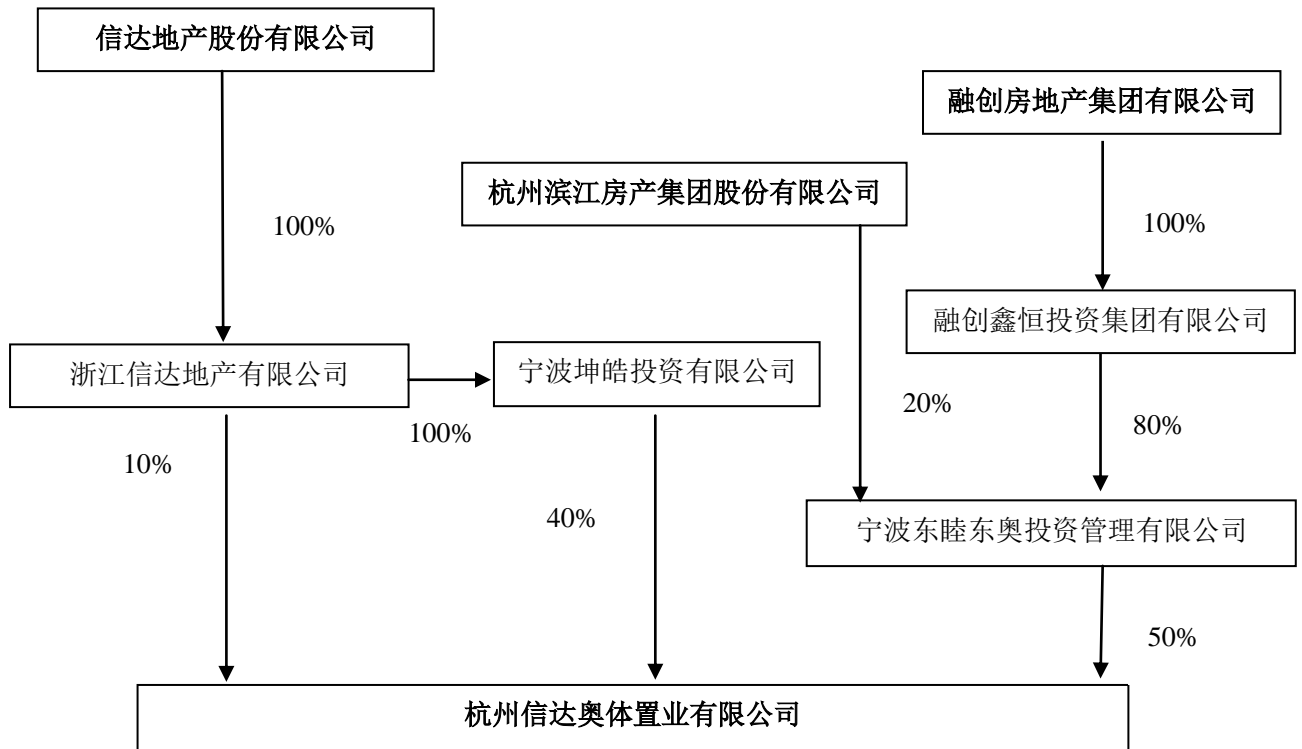 信达地产股份有限公司
融创房地产集团有限公司
杭州滨江房产集团股份有限公司
100%
100%
融创鑫恒投资集团有限公司
浙江信达地产有限公司
宁波坤皓投资有限公司
20%
80%
100%
10%
40%
宁波东睦东奥投资管理有限公司
50%
杭州信达奥体置业有限公司